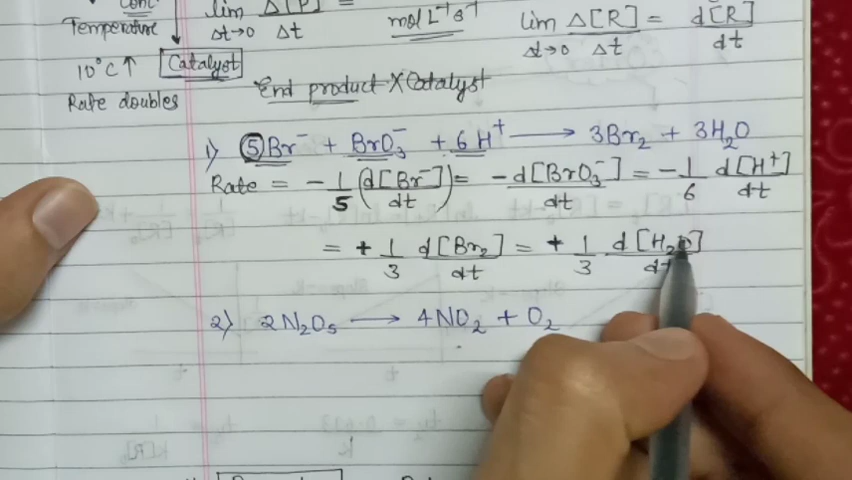 Conc.
Temperature
10°C ↑
Rate doubles
Catalyst
lim Δt→0 Δ[P]/Δt =
mol L⁻¹ s⁻¹
lim Δt→0 Δ[R]/Δt = d[R]/dt
End product X Catalyst
1) 5Br⁻ + BrO₃⁻ + 6H⁺ → 3Br₂ + 3H₂O
Rate = -1/5 (d[Br⁻]/dt) = -d[BrO₃⁻]/dt = -1/6 d[H⁺]/dt
= +1/3 d[Br₂]/dt = +1/3 d[H₂O]/dt
2) 2N₂O₅ → 4NO₂ + O₂